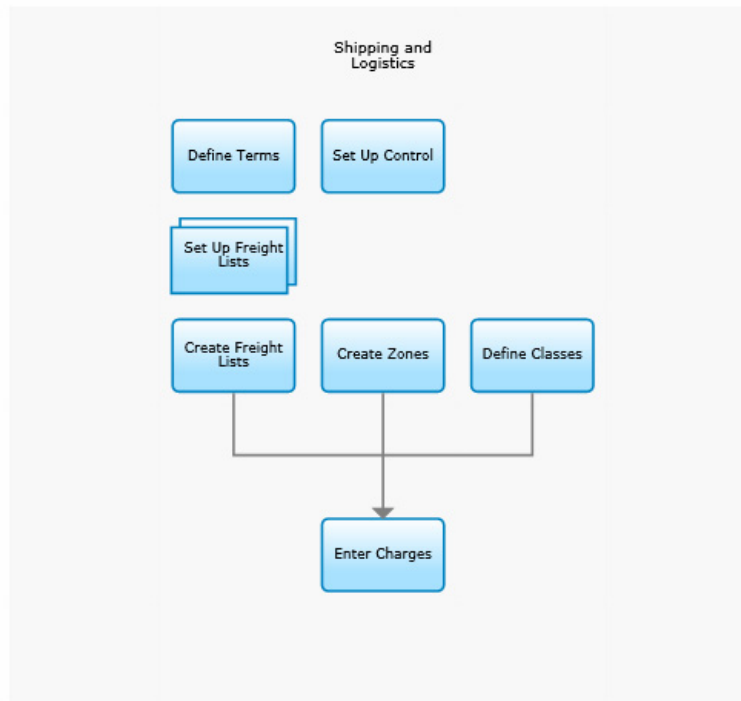 Shipping and
Logistics
Define Terms
Set Up Control
Set Up Freight
Lists
Create Freight
Lists
Create Zones
Define Classes
Enter Charges